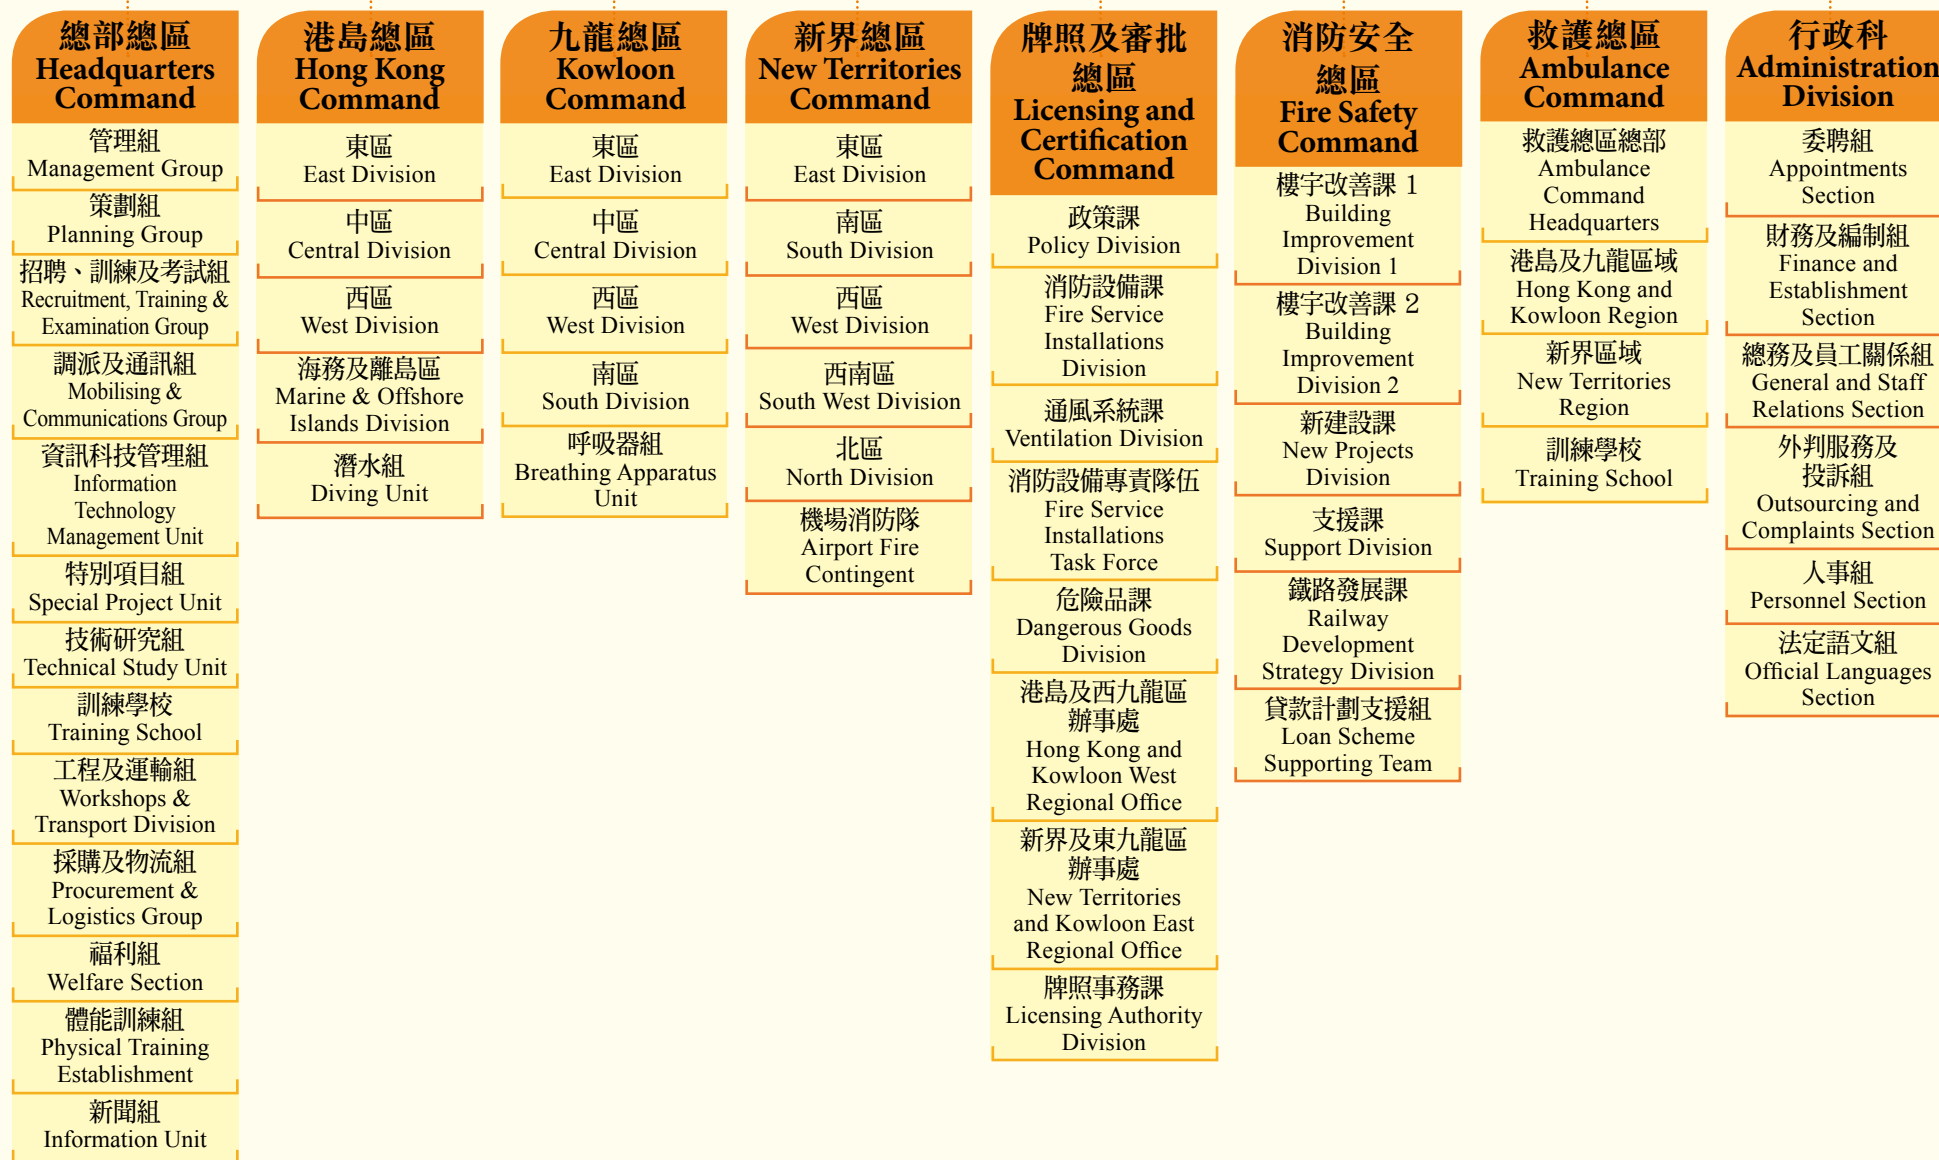 總部總區
Headquarters
Command
管理組
Management Group
策劃組
Planning Group
招聘、訓練及考試組
Recruitment, Training &
Examination Group
調派及通訊組
Mobilising &
Communications Group
資訊科技管理組
Information
Technology
Management Unit
特別項目組
Special Project Unit
技術研究組
Technical Study Unit
訓練學校
Training School
工程及運輸組
Workshops &
Transport Division
採購及物流組
Procurement &
Logistics Group
福利組
Welfare Section
體能訓練組
Physical Training
Establishment
新聞組
Information Unit
港島總區
Hong Kong
Command
東區
East Division
中區
Central Division
西區
West Division
海務及離島區
Marine & Offshore
Islands Division
潛水組
Diving Unit
九龍總區
Kowloon
Command
東區
East Division
中區
Central Division
西區
West Division
南區
South Division
呼吸器組
Breathing Apparatus
Unit
新界總區
New Territories
Command
東區
East Division
南區
South Division
西區
West Division
西南區
South West Division
北區
North Division
機場消防隊
Airport Fire
Contingent
牌照及審批
總區
Licensing and
Certification
Command
政策課
Policy Division
消防設備課
Fire Service
Installations
Division
通風系統課
Ventilation Division
消防設備專責隊伍
Fire Service
Installations
Task Force
危險品課
Dangerous Goods
Division
港島及西九龍區
辦事處
Hong Kong and
Kowloon West
Regional Office
新界及東九龍區
辦事處
New Territories
and Kowloon East
Regional Office
牌照事務課
Licensing Authority
Division
消防安全
總區
Fire Safety
Command
樓宇改善課 1
Building
Improvement
Division 1
樓宇改善課 2
Building
Improvement
Division 2
新建設課
New Projects
Division
支援課
Support Division
鐵路發展課
Railway
Development
Strategy Division
貸款計劃支援組
Loan Scheme
Supporting Team
救護總區
Ambulance
Command
救護總區總部
Ambulance
Command
Headquarters
港島及九龍區域
Hong Kong and
Kowloon Region
新界區域
New Territories
Region
訓練學校
Training School
行政科
Administration
Division
委聘組
Appointments
Section
財務及編制組
Finance and
Establishment
Section
總務及員工關係組
General and Staff
Relations Section
外判服務及
投訴組
Outsourcing and
Complaints Section
人事組
Personnel Section
法定語文組
Official Languages
Section